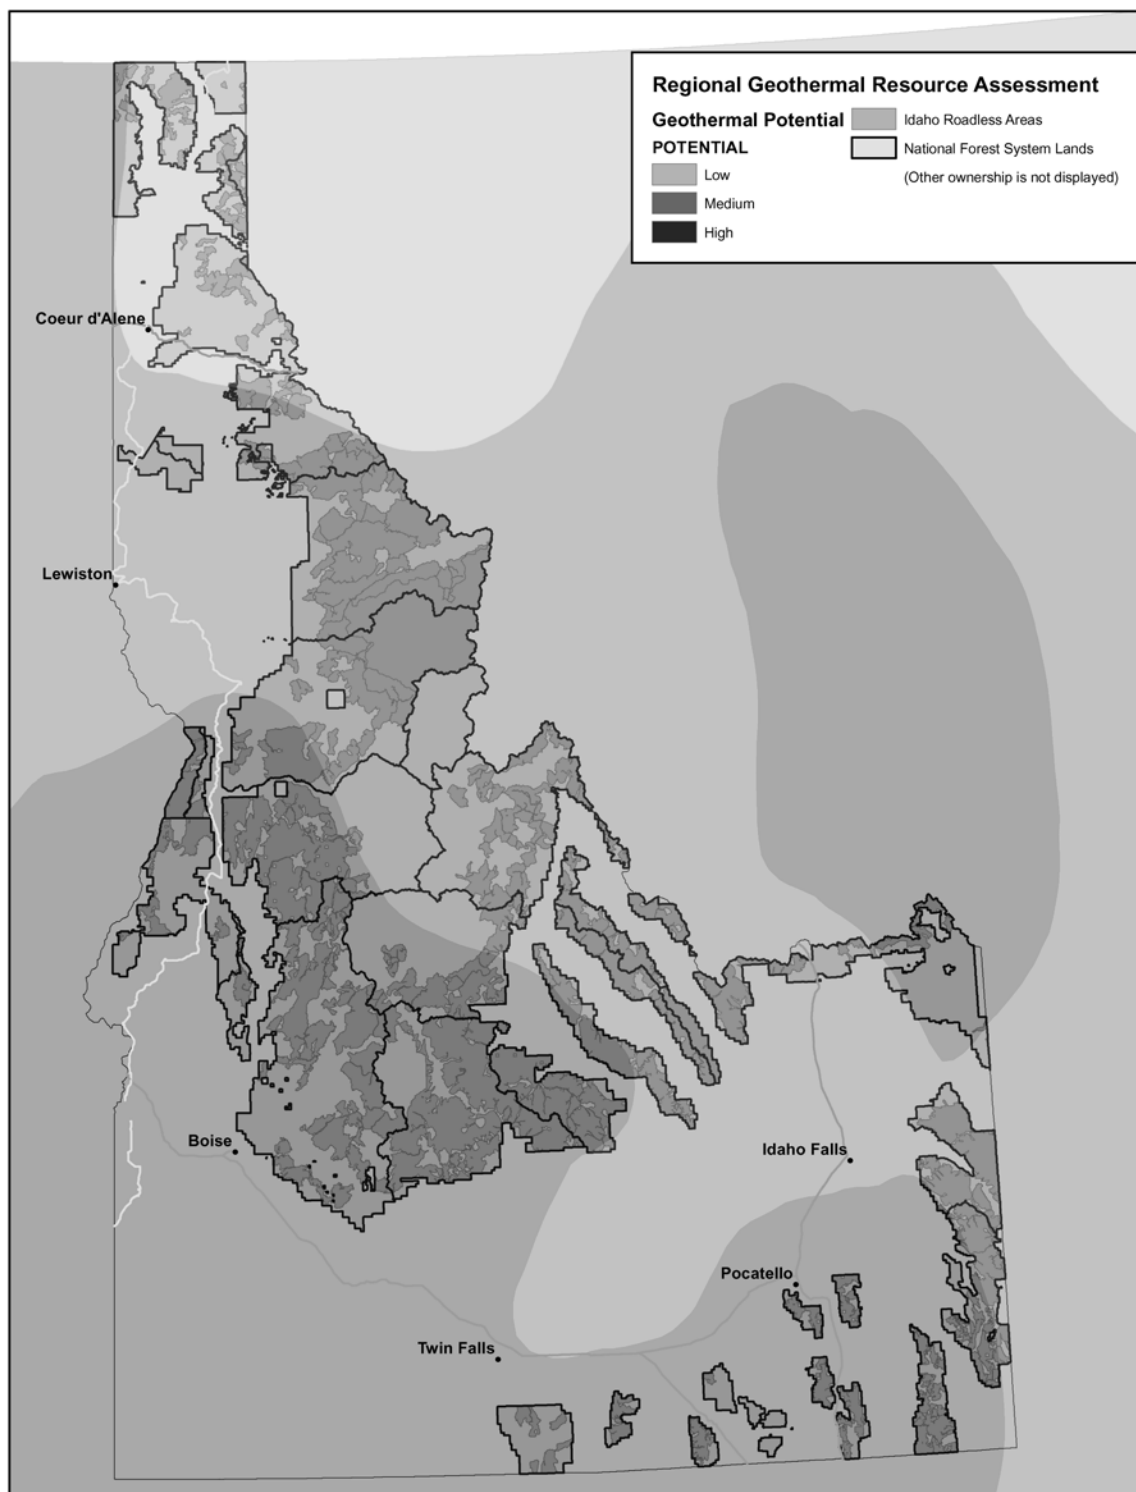 Regional Geothermal Resource Assessment
Geothermal Potential
POTENTIAL
Low
Medium
High
Idaho Roadless Areas
National Forest System Lands
(Other ownership is not displayed)
Coeur d'Alene
Lewiston
Boise
Idaho Falls
Pocatello
Twin Falls